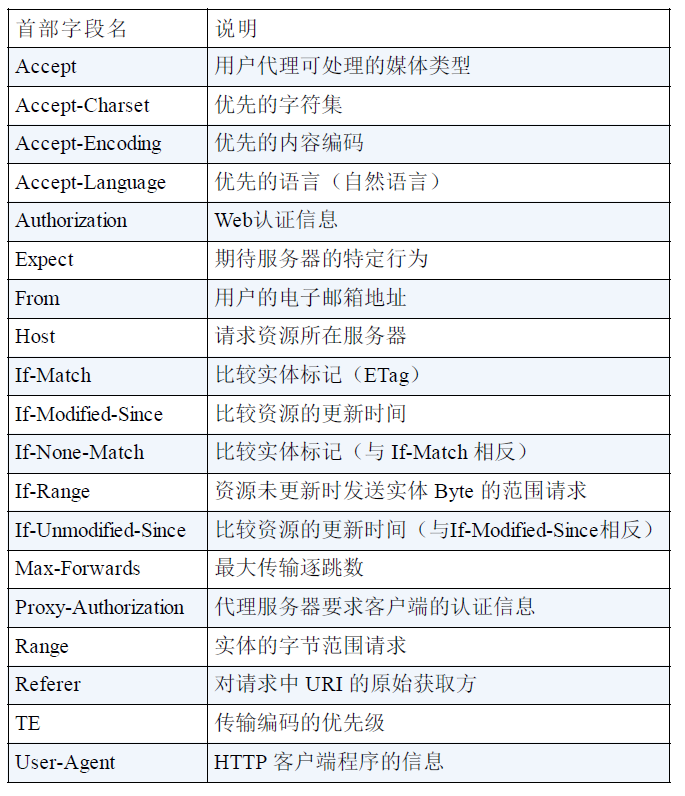 首部字段名 说明
Accept 用户代理可处理的媒体类型
Accept-Charset 优先的字符集
Accept-Encoding 优先的内容编码
Accept-Language 优先的语言（自然语言）
Authorization Web认证信息
Expect 期待服务器的特定行为
From 用户的电子邮箱地址
Host 请求资源所在服务器
If-Match 比较实体标记（ETag）
If-Modified-Since 比较资源的更新时间
If-None-Match 比较实体标记（与 If-Match 相反）
If-Range 资源未更新时发送实体 Byte 的范围请求
If-Unmodified-Since 比较资源的更新时间（与If-Modified-Since相反）
Max-Forwards 最大传输逐跳数
Proxy-Authorization 代理服务器要求客户端的认证信息
Range 实体的字节范围请求
Referer 对请求中 URI 的原始获取方
TE 传输编码的优先级
User-Agent HTTP 客户端程序的信息